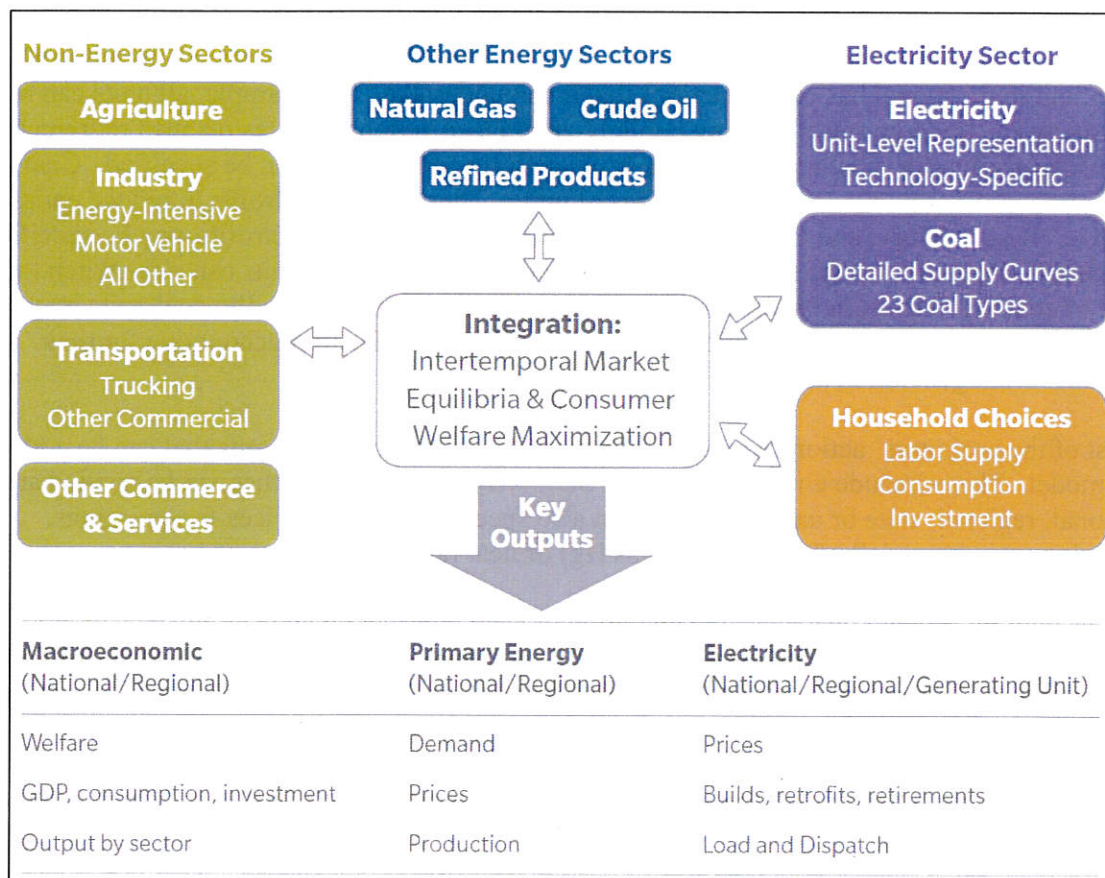 Non-Energy Sectors
Agriculture
Industry
Energy-Intensive
Motor Vehicle
All Other
Transportation
Trucking
Other Commercial
Other Commerce
& Services
Other Energy Sectors
Natural Gas
Crude Oil
Refined Products
Electricity Sector
Electricity
Unit-Level Representation
Technology-Specific
Coal
Detailed Supply Curves
23 Coal Types
Integration:
Intertemporal Market
Equilibria & Consumer
Welfare Maximization
Household Choices
Labor Supply
Consumption
Investment
Key
Outputs
Macroeconomic
(National/Regional)
Primary Energy
(National/Regional)
Electricity
(National/Regional/Generating Unit)
Welfare
Demand
Prices
GDP, consumption, investment
Prices
Builds, retrofits, retirements
Output by sector
Production
Load and Dispatch